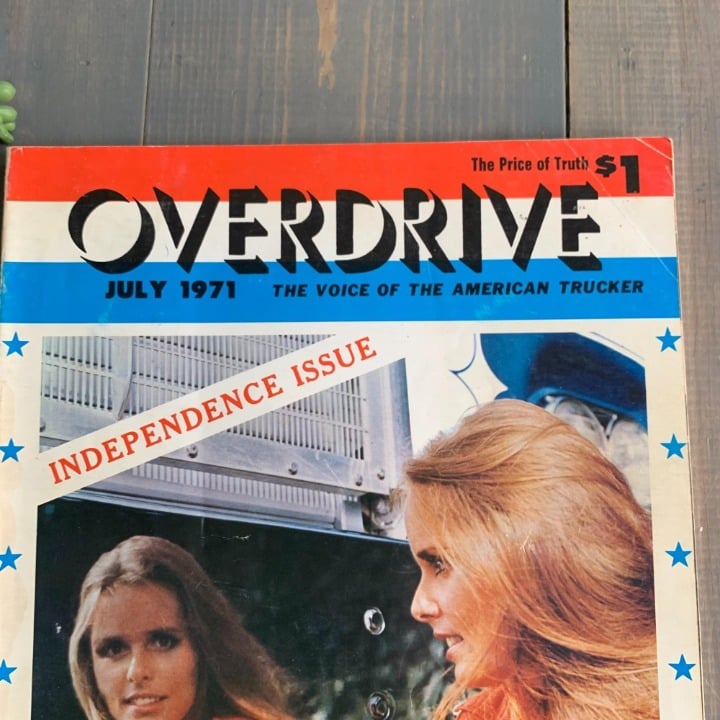 The Price of Truth $1
OVERDRIVE
JULY 1971 THE VOICE OF THE AMERICAN TRUCKER
INDEPENDENCE ISSUE